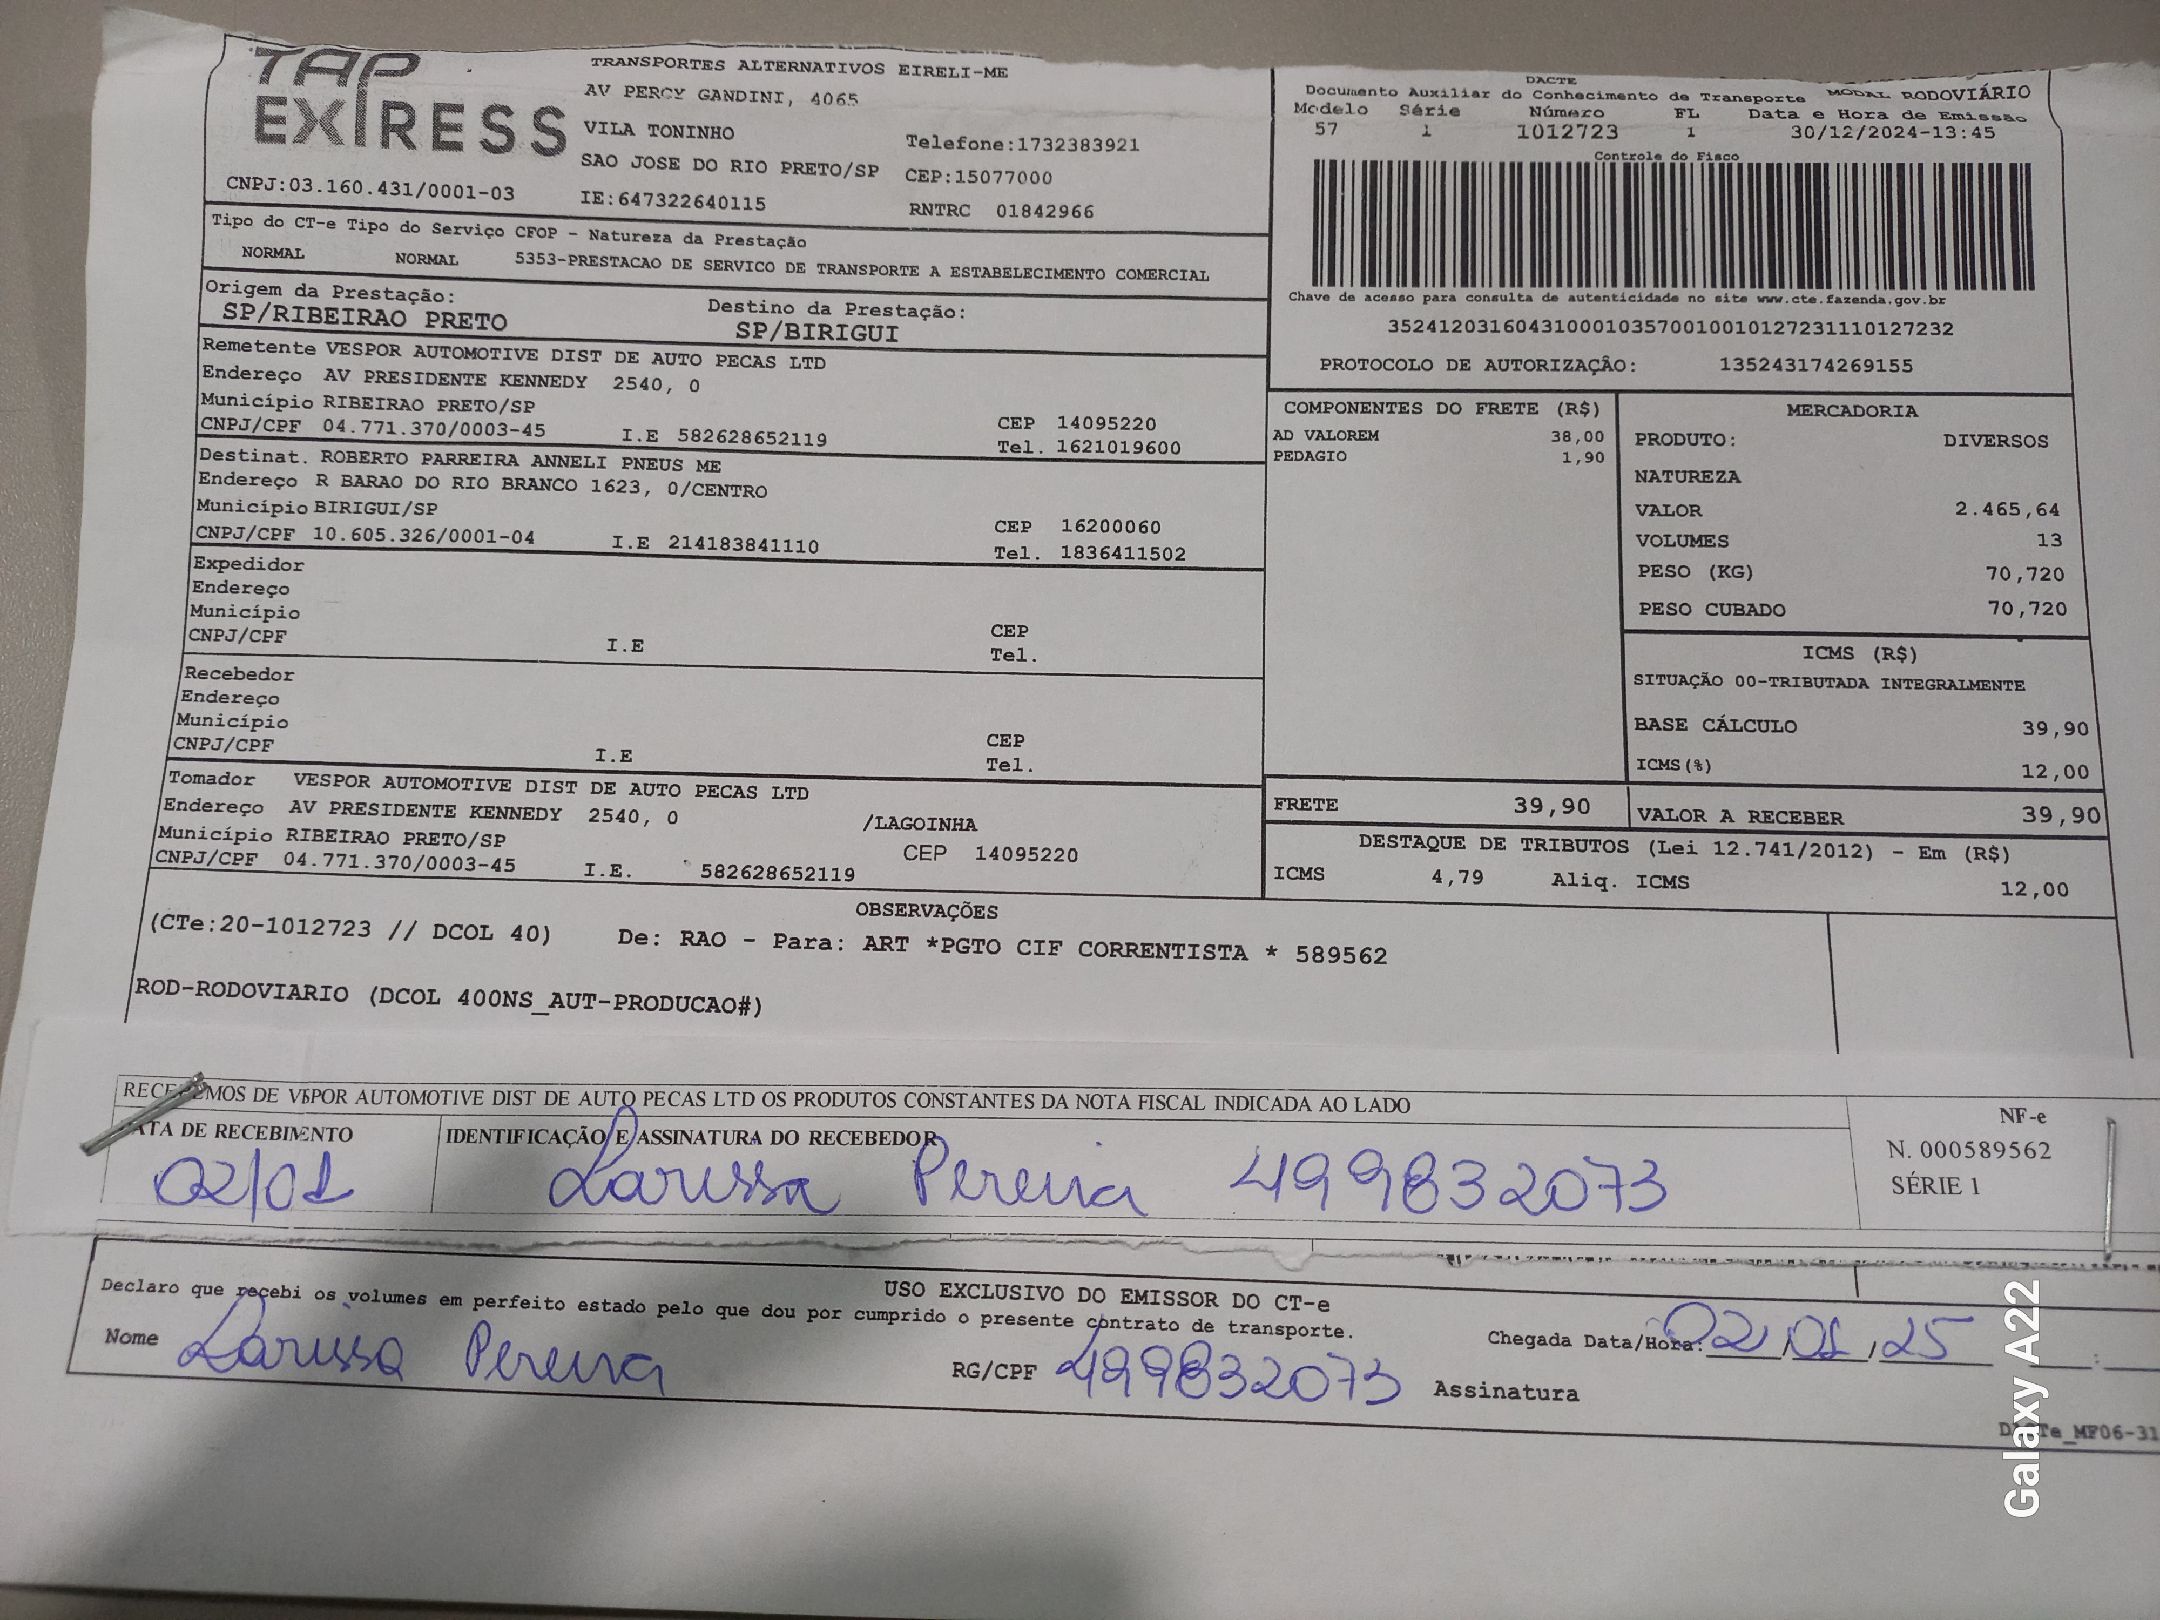 TAP EXPRESS
TRANSPORTES ALTERNATIVOS EIRELI-ME
AV PERCY GANDINI, 4065
VILA TONINHO
Telefone:1732383921
SAO JOSE DO RIO PRETO/SP CEP:15077000
CNPJ:03.160.431/0001-03 IE:647322640115 RNTRC 01842966
DACTE
Documento Auxiliar do Conhecimento de Transporte MODAL RODOVIÁRIO
Modelo Série Número FL Data e Hora de Emissão
57 1 1012723 1 30/12/2024-13:45
Controle do Fisco
Chave de acesso para consulta de autenticidade no site www.cte.fazenda.gov.br
35241203160431000103570010010127231110127232
PROTOCOLO DE AUTORIZAÇÃO: 135243174269155
Tipo do CT-e Tipo do Serviço CFOP - Natureza da Prestação
NORMAL NORMAL 5353-PRESTACAO DE SERVICO DE TRANSPORTE A ESTABELECIMENTO COMERCIAL
Origem da Prestação: Destino da Prestação:
SP/RIBEIRAO PRETO SP/BIRIGUI
Remetente VESPOR AUTOMOTIVE DIST DE AUTO PECAS LTD
Endereço AV PRESIDENTE KENNEDY 2540, 0
Município RIBEIRAO PRETO/SP CEP 14095220
CNPJ/CPF 04.771.370/0003-45 I.E 582628652119 Tel. 1621019600
Destinat. ROBERTO PARREIRA ANNELI PNEUS ME
Endereço R BARAO DO RIO BRANCO 1623, 0/CENTRO
Município BIRIGUI/SP CEP 16200060
CNPJ/CPF 10.605.326/0001-04 I.E 214183841110 Tel. 1836411502
Expedidor
Endereço
Município CEP
CNPJ/CPF I.E Tel.
Recebedor
Endereço
Município CEP
CNPJ/CPF I.E Tel.
Tomador VESPOR AUTOMOTIVE DIST DE AUTO PECAS LTD
Endereço AV PRESIDENTE KENNEDY 2540, 0 /LAGOINHA
Município RIBEIRAO PRETO/SP CEP 14095220
CNPJ/CPF 04.771.370/0003-45 I.E. 582628652119
COMPONENTES DO FRETE (R$)
AD VALOREM 38,00
PEDAGIO 1,90
MERCADORIA
PRODUTO: DIVERSOS
NATUREZA
VALOR 2.465,64
VOLUMES 13
PESO (KG) 70,720
PESO CUBADO 70,720
ICMS (R$)
SITUAÇÃO 00-TRIBUTADA INTEGRALMENTE
BASE CÁLCULO 39,90
ICMS(%) 12,00
FRETE 39,90 VALOR A RECEBER 39,90
DESTAQUE DE TRIBUTOS (Lei 12.741/2012) - Em (R$)
ICMS 4,79 Aliq. ICMS 12,00
OBSERVAÇÕES
(CTe:20-1012723 // DCOL 40) De: RAO - Para: ART *PGTO CIF CORRENTISTA * 589562
ROD-RODOVIARIO (DCOL 400NS_AUT-PRODUCAO#)
RECEBEMOS DE VESPOR AUTOMOTIVE DIST DE AUTO PECAS LTD OS PRODUTOS CONSTANTES DA NOTA FISCAL INDICADA AO LADO
DATA DE RECEBIMENTO IDENTIFICAÇÃO E ASSINATURA DO RECEBEDOR
02/01 Larissa Pereira 499832073
NF-e
N. 000589562
SÉRIE 1
USO EXCLUSIVO DO EMISSOR DO CT-e
Declaro que recebi os volumes em perfeito estado pelo que dou por cumprido o presente contrato de transporte.
Nome Larissa Pereira RG/CPF 499832073 Assinatura
Chegada Data/Hora: 02/01/25
DACTe_MF06-31
Galaxy A22